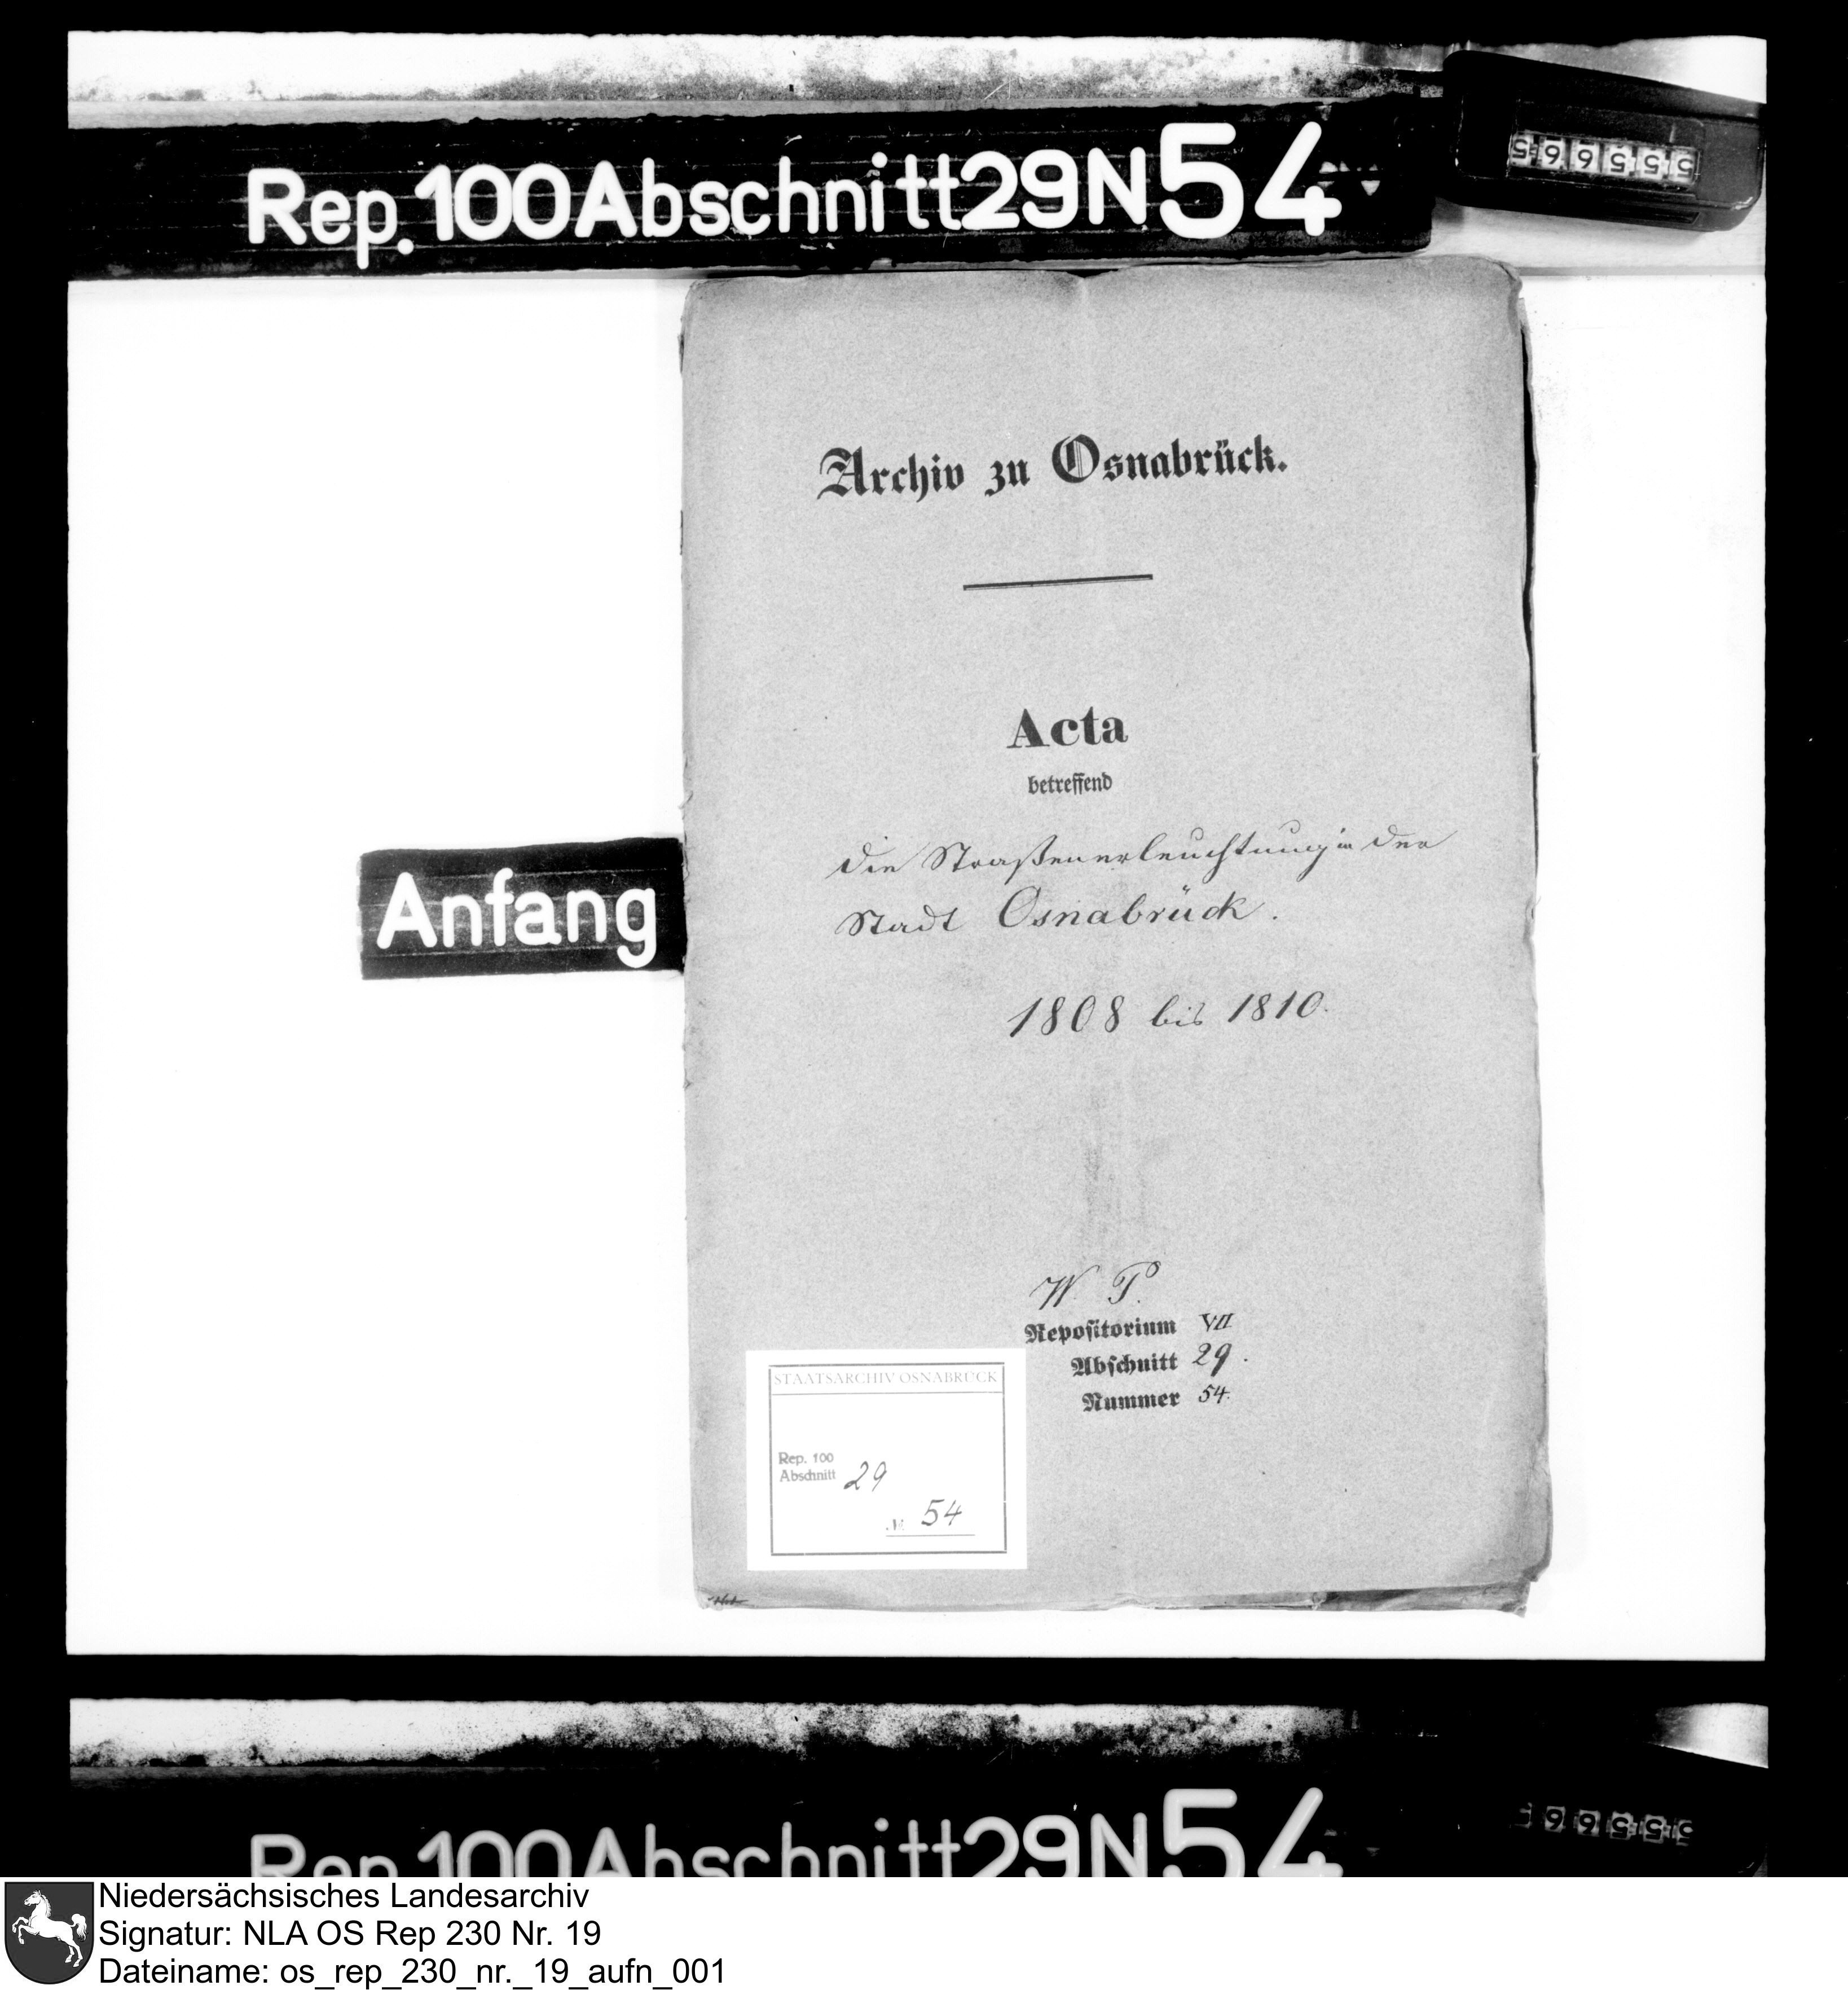 Rep. 100 Abschnitt 29 N 54
Archiv zu Osnabrück.
Acta
betreffend
die Straßenerleuchtung in der
Stadt Osnabrück.
1808 bis 1810.
Anfang
W. P.
Repositorium VII
Abschnitt 29.
Nummer 54.
STAATSARCHIV OSNABRÜCK
Rep. 100
Abschnitt 29
№ 54
Rep. 100 Abschnitt 29 N 54
Niedersächsisches Landesarchiv
Signatur: NLA OS Rep 230 Nr. 19
Dateiname: os_rep_230_nr._19_aufn_001